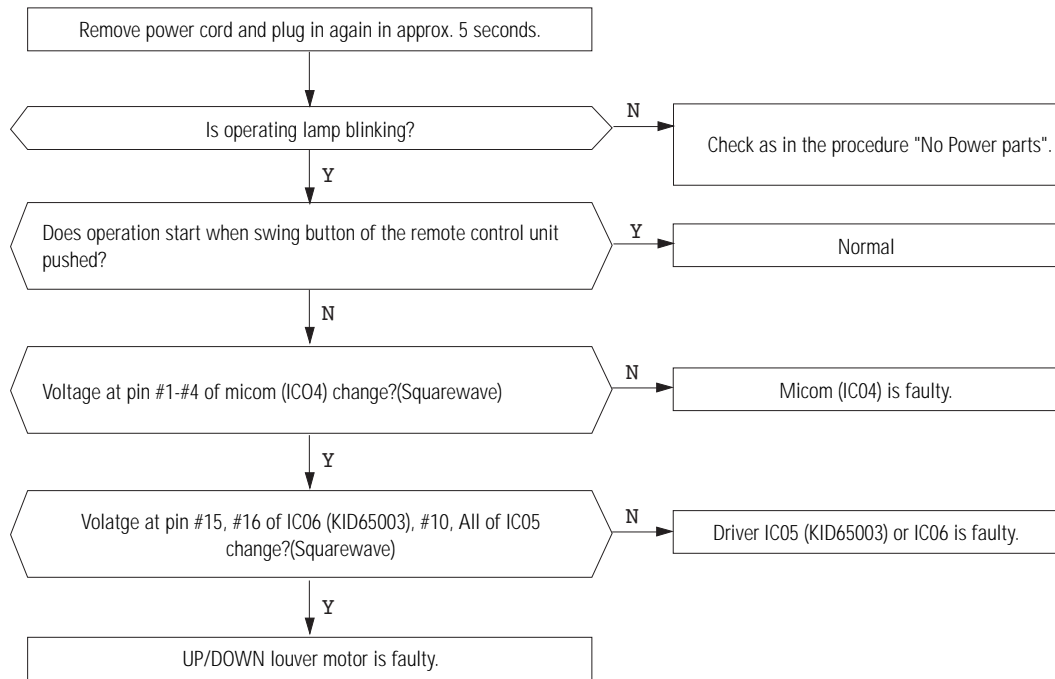 Remove power cord and plug in again in approx. 5 seconds.
Is operating lamp blinking?
N
Check as in the procedure "No Power parts".
Y
Does operation start when swing button of the remote control unit
pushed?
Y
Normal
N
Voltage at pin #1-#4 of micom (ICO4) change?(Squarewave)
N
Micom (IC04) is faulty.
Y
Volatge at pin #15, #16 of IC06 (KID65003), #10, All of IC05
change?(Squarewave)
N
Driver IC05 (KID65003) or IC06 is faulty.
Y
UP/DOWN louver motor is faulty.